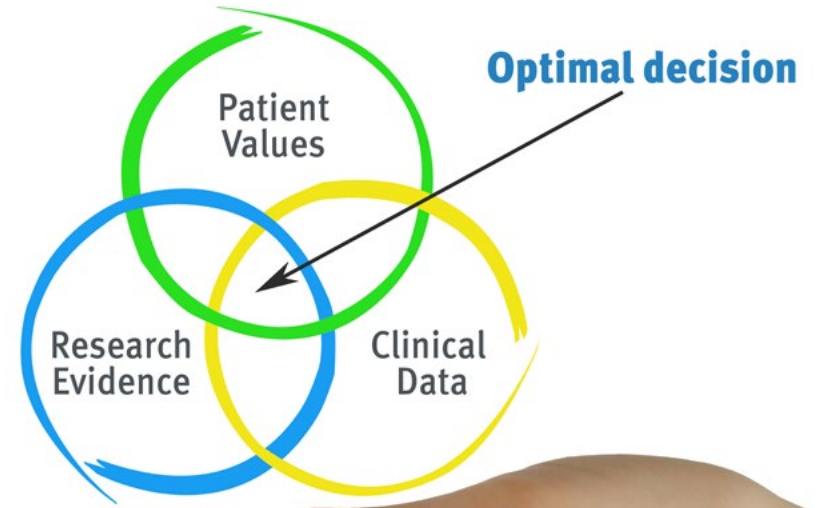 Optimal decision
Patient
Values
Research
Evidence
Clinical
Data